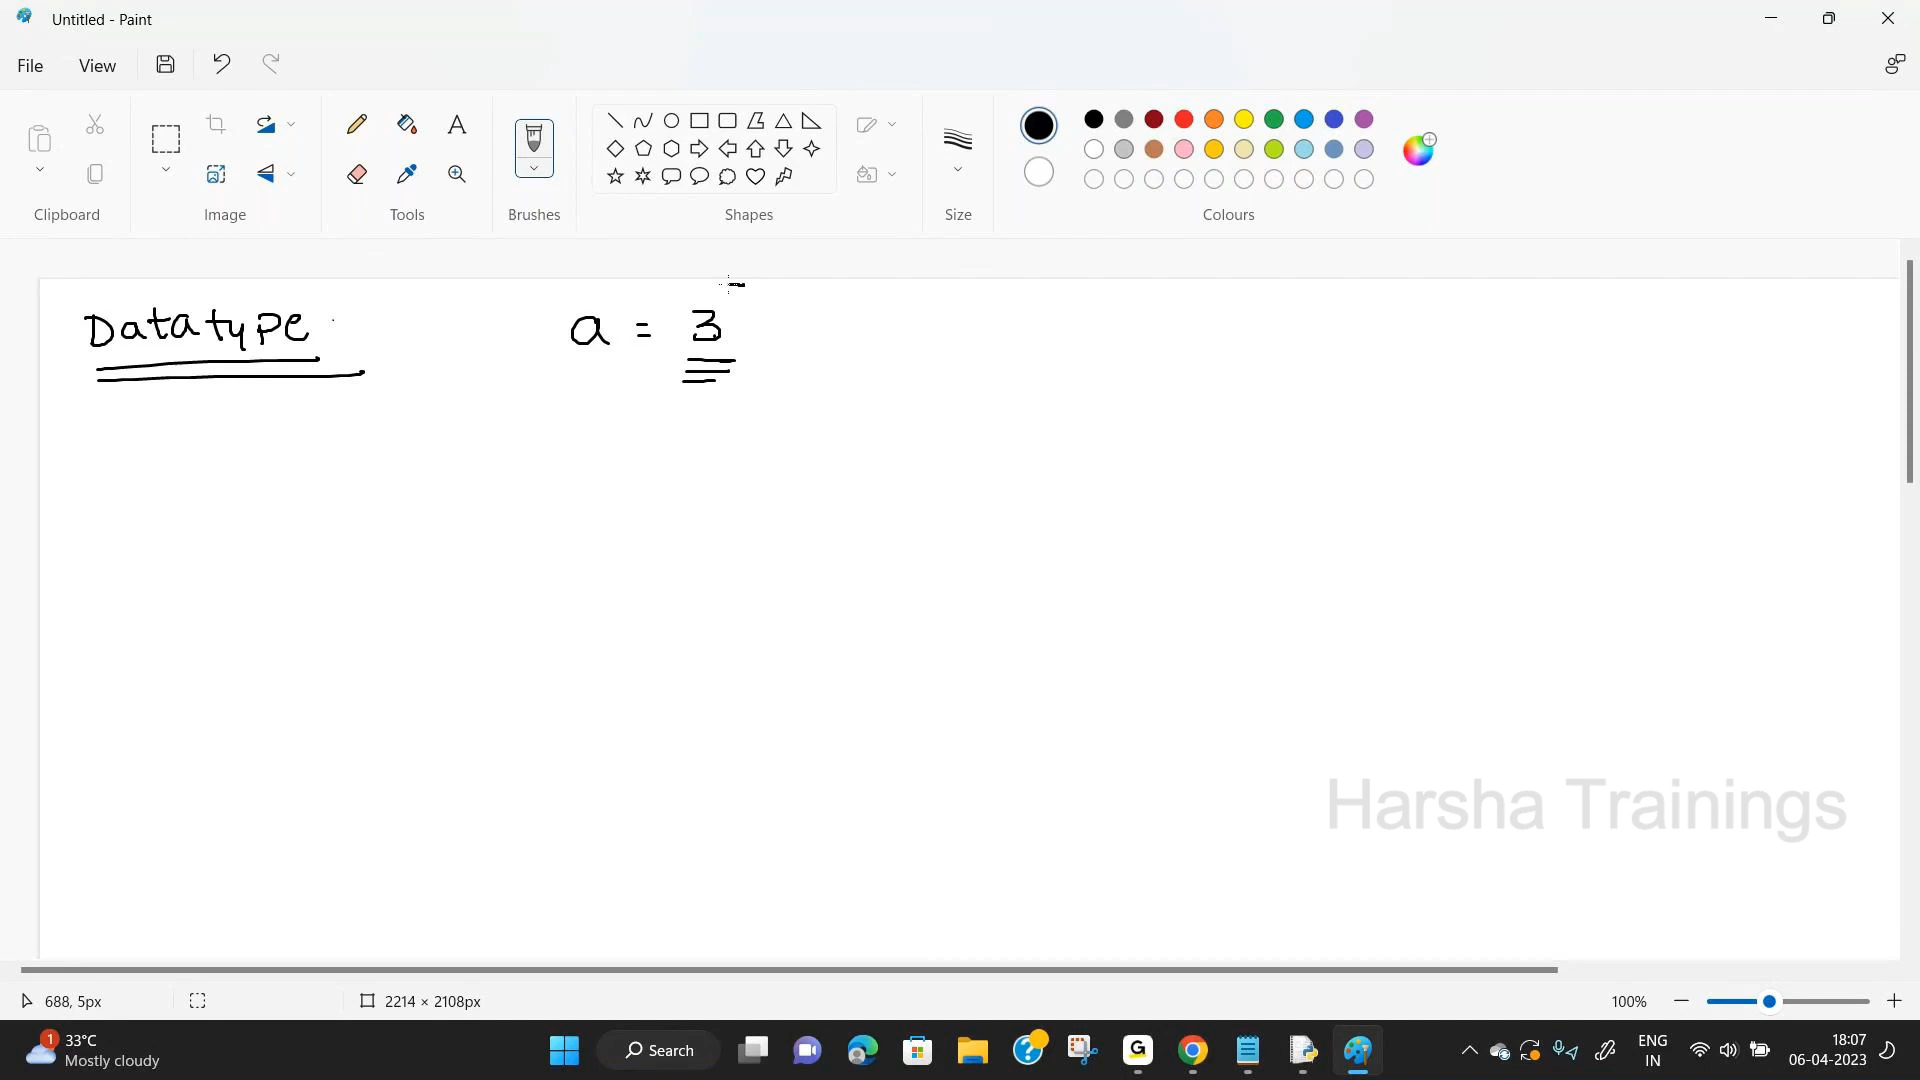 Untitled - Paint
File View
Clipboard Image Tools Brushes Shapes Size Colours
Datatype a = 3
Harsha Trainings
688, 5px 2214 × 2108px 100%
1 33°C
Mostly cloudy
Search
ENG
IN
18:07
06-04-2023